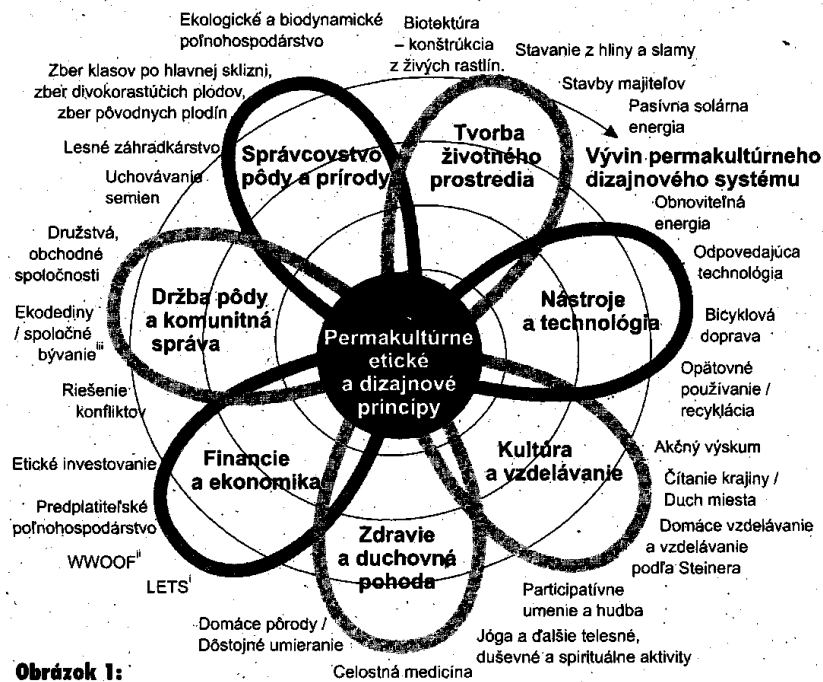 Ekologické a biodynamické
poľnohospodárstvo
Biotektúra
– konštrukcia
z živých rastlín.
Stavanie z hliny a slamy
Stavby majiteľov
Pasívna solárna
energia
Zber klasov po hlavnej sklizni,
zber divokorastúcich plodov,
zber pôvodnych plodín
Lesné záhradkárstvo
Uchovávanie
semien
Správcovstvo
pôdy a prírody
Tvorba
životného
prostredia
Vývin permakultúrneho
dizajnového systému
Obnoviteľná
energia
Družstvá,
obchodné
spoločnosti
Odpovedajúca
technológia
Držba pôdy
a komunitná
správa
Nástroje
a technológia
Ekodediny
/ spoločné
bývanie iii
Bicyklová
doprava
Permakultúrne
etické
a dizajnové
princípy
Riešenie
konfliktov
Opätovné
používanie /
recyklácia
Financie
a ekonomika
Kultúra
a vzdelávanie
Akčný výskum
Etické investovanie
Čítanie krajiny /
Duch miesta
Predplatiteľské
poľnohospodárstvo
Domáce vzdelávanie
a vzdelávanie
podľa Steinera
WWOOF ii
LETS i
Zdravie
a duchovná
pohoda
Participatívne
umenie a hudba
Domáce pôrody /
Dôstojné umieranie
Jóga a ďalšie telesné,
duševné a spirituálne aktivity
Celostná medicína
Obrázok 1: